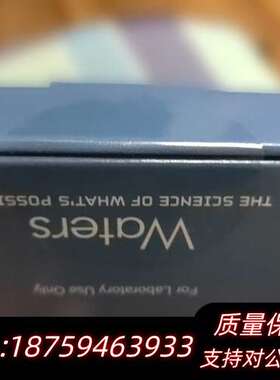 THE SCIENCE OF WHAT'S POSSI
Waters
For Laboratory Use Only
质量保
:18759463933
支持对公